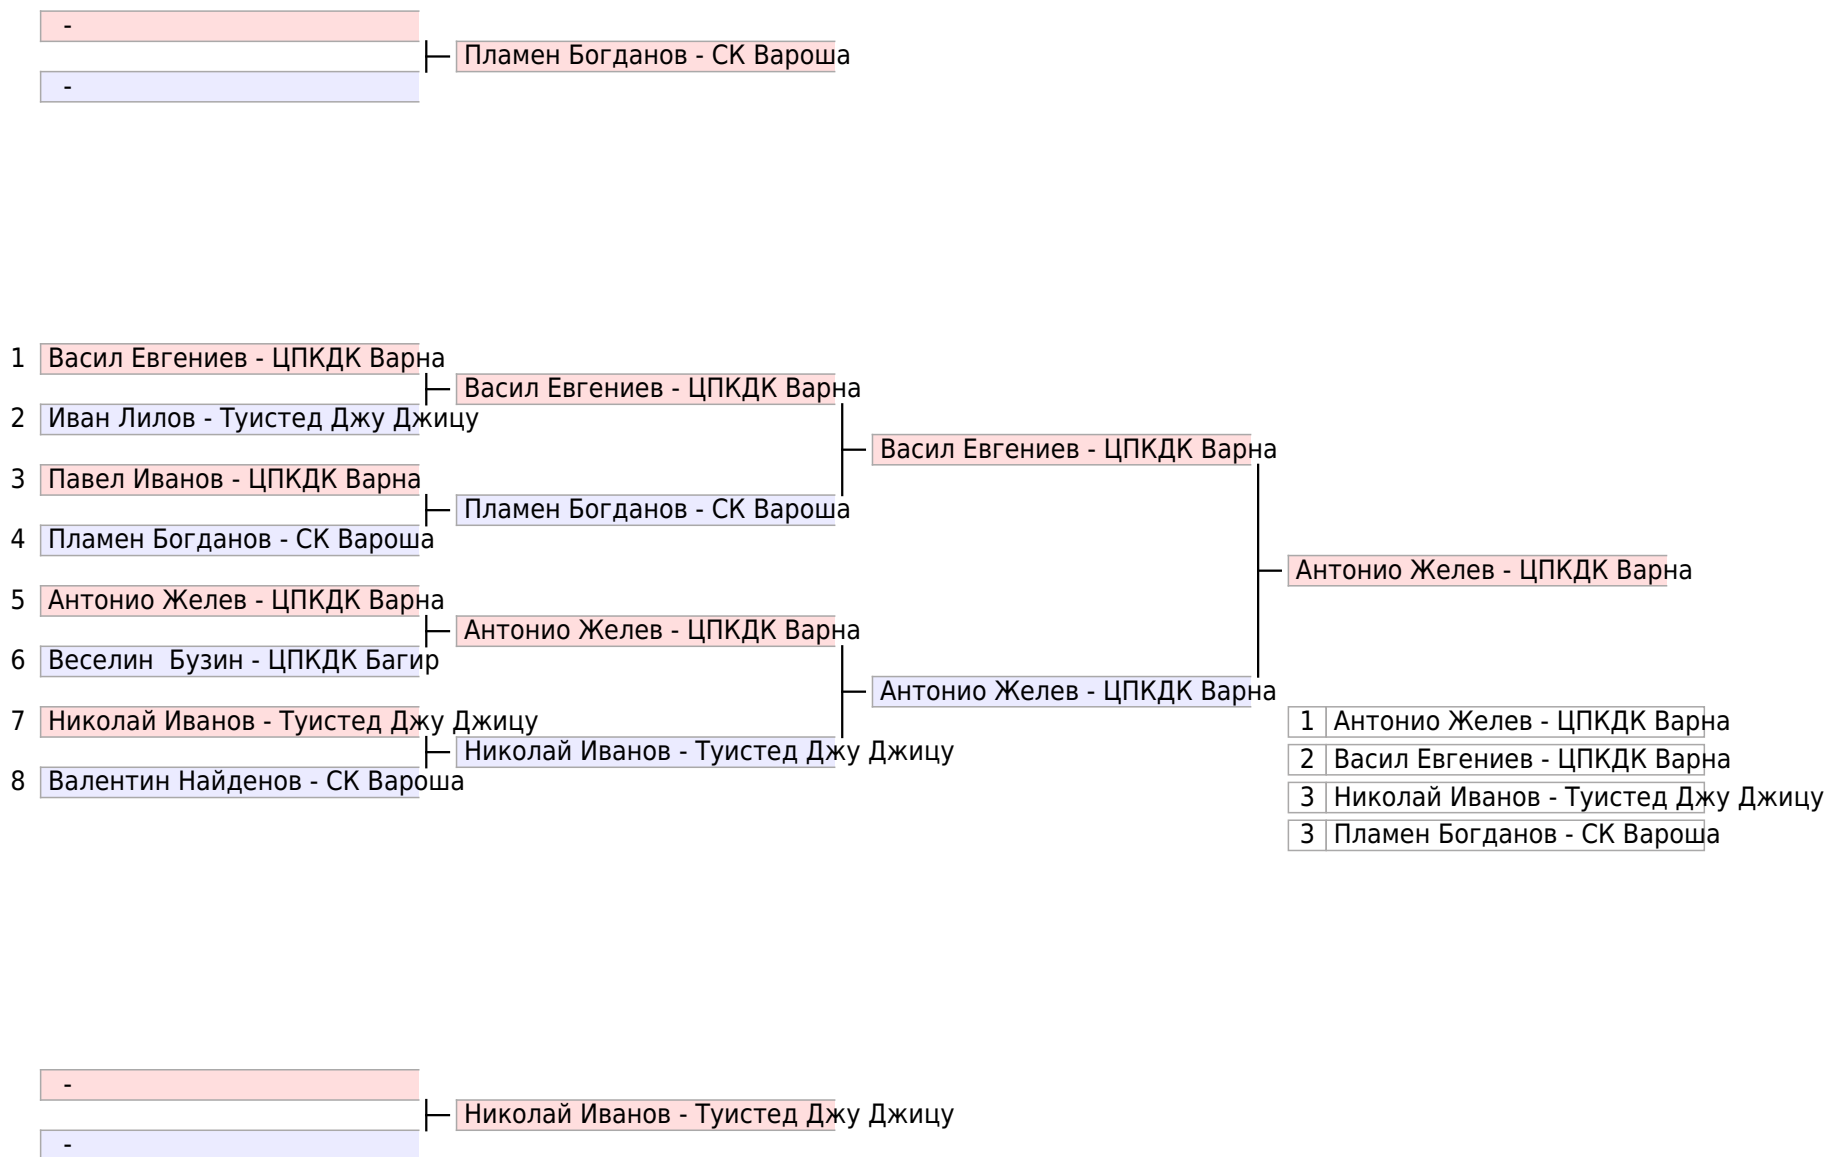 -
Пламен Богданов - СК Вароша
-
1 Васил Евгениев - ЦПКДК Варна
Васил Евгениев - ЦПКДК Варна
2 Иван Лилов - Туистед Джу Джицу
Васил Евгениев - ЦПКДК Варна
3 Павел Иванов - ЦПКДК Варна
Пламен Богданов - СК Вароша
4 Пламен Богданов - СК Вароша
Антонио Желев - ЦПКДК Варна
5 Антонио Желев - ЦПКДК Варна
Антонио Желев - ЦПКДК Варна
6 Веселин  Бузин - ЦПКДК Багир
Антонио Желев - ЦПКДК Варна
7 Николай Иванов - Туистед Джу Джицу
Николай Иванов - Туистед Джу Джицу
8 Валентин Найденов - СК Вароша
1 Антонио Желев - ЦПКДК Варна
2 Васил Евгениев - ЦПКДК Варна
3 Николай Иванов - Туистед Джу Джицу
3 Пламен Богданов - СК Вароша
-
Николай Иванов - Туистед Джу Джицу
-